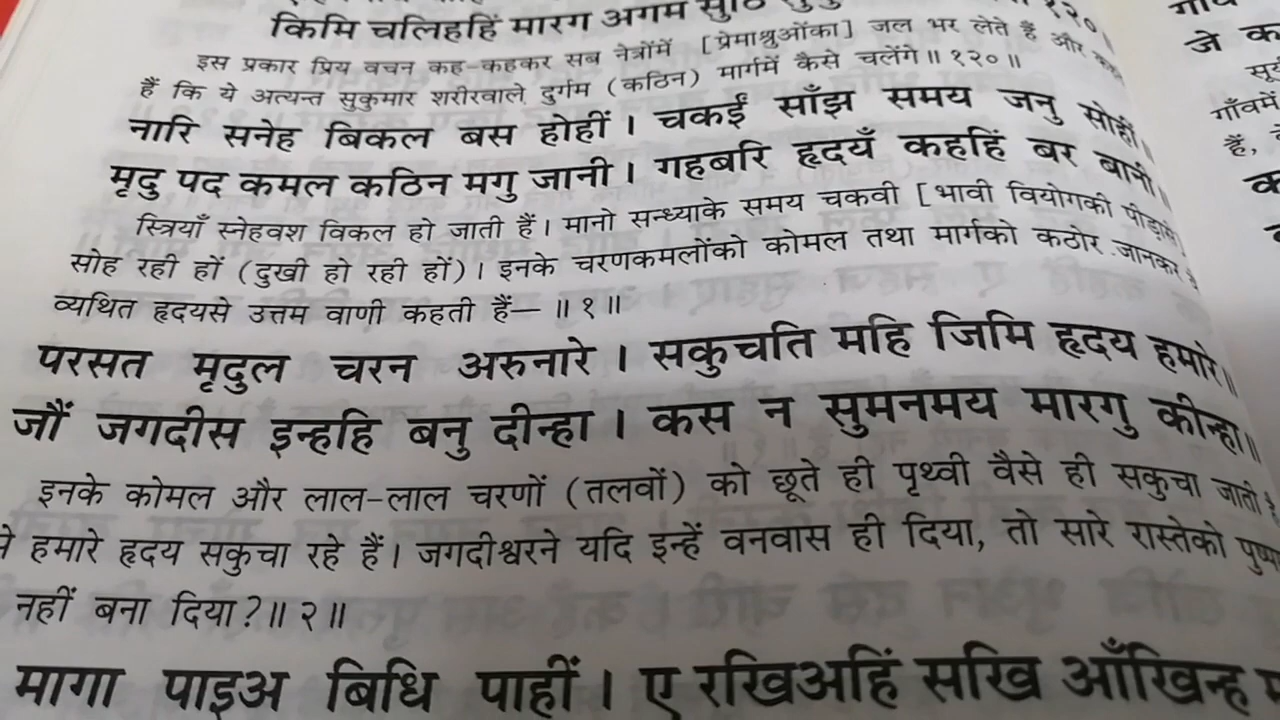 किमि चलिहहिं मारग अगम सुठि
इस प्रकार प्रिय वचन कह-कहकर सब नेत्रोंमें [प्रेमाश्रुओंका] जल भर लेते हैं और
हैं कि ये अत्यन्त सुकुमार शरीरवाले दुर्गम (कठिन) मार्गमें कैसे चलेंगे॥१२०॥
नारि सनेह बिकल बस होहीं। चकईं साँझ समय जनु सोहीं॥
मृदु पद कमल कठिन मगु जानी। गहबरि हृदयँ कहहिं बर बानी॥
स्त्रियाँ स्नेहवश विकल हो जाती हैं। मानो सन्ध्याके समय चकवी [भावी वियोगकी पीड़ासे]
सोह रही हों (दुखी हो रही हों)। इनके चरणकमलोंको कोमल तथा मार्गको कठोर जानकर वे
व्यथित हृदयसे उत्तम वाणी कहती हैं—॥१॥
परसत मृदुल चरन अरुनारे। सकुचति महि जिमि हृदय हमारे॥
जौं जगदीस इन्हहि बनु दीन्हा। कस न सुमनमय मारगु कीन्हा॥
इनके कोमल और लाल-लाल चरणों (तलवों) को छूते ही पृथ्वी वैसे ही सकुचा जाती है
हमारे हृदय सकुचा रहे हैं। जगदीश्वरने यदि इन्हें वनवास ही दिया, तो सारे रास्तेको
नहीं बना दिया?॥२॥
मागा पाइअ बिधि पाहीं। ए रखिअहिं सखि आँखिन्ह
जे
गाँवमें
हैं,